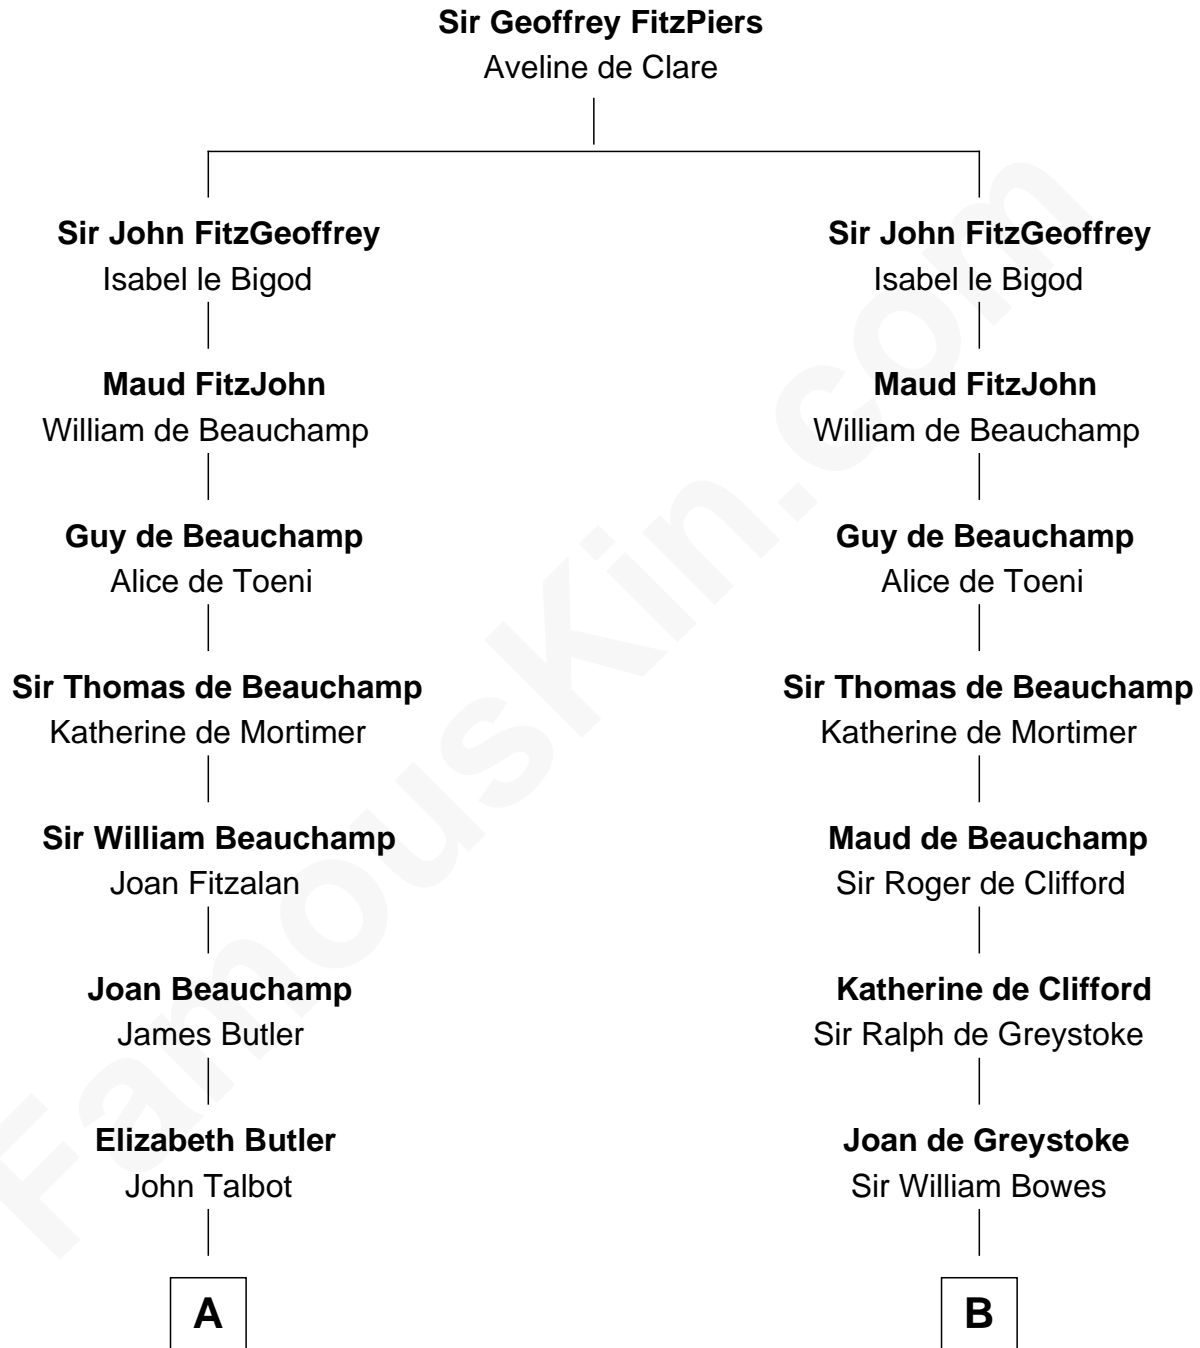 Sir Geoffrey FitzPiers
Aveline de Clare
Sir John FitzGeoffrey
Isabel le Bigod
Sir John FitzGeoffrey
Isabel le Bigod
Maud FitzJohn
William de Beauchamp
Maud FitzJohn
William de Beauchamp
Guy de Beauchamp
Alice de Toeni
Guy de Beauchamp
Alice de Toeni
Sir Thomas de Beauchamp
Katherine de Mortimer
Sir Thomas de Beauchamp
Katherine de Mortimer
Sir William Beauchamp
Joan Fitzalan
Maud de Beauchamp
Sir Roger de Clifford
Joan Beauchamp
James Butler
Katherine de Clifford
Sir Ralph de Greystoke
Elizabeth Butler
John Talbot
Joan de Greystoke
Sir William Bowes
A
B
FamousKin.com